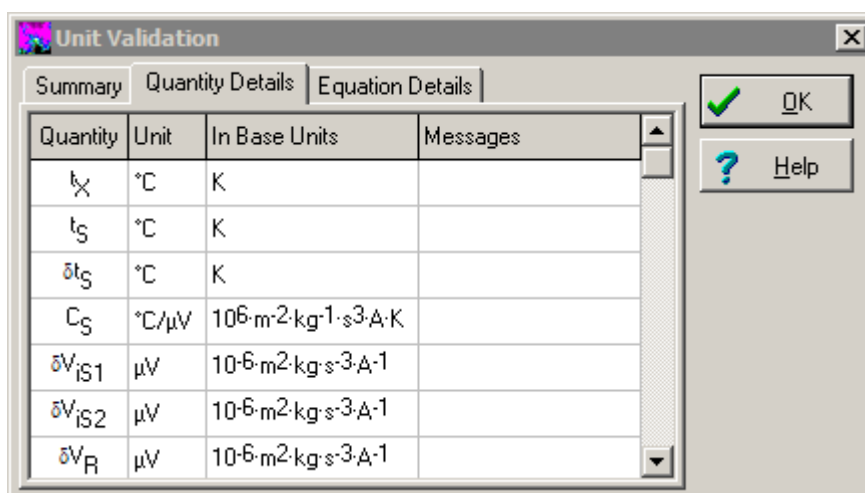 Unit Validation
Summary Quantity Details Equation Details
OK
Help
Quantity Unit In Base Units Messages
tX °C K
tS °C K
δtS °C K
CS °C/µV 10⁶·m⁻²·kg⁻¹·s³·A·K
δViS1 µV 10⁻⁶·m²·kg·s⁻³·A⁻¹
δViS2 µV 10⁻⁶·m²·kg·s⁻³·A⁻¹
δVR µV 10⁻⁶·m²·kg·s⁻³·A⁻¹